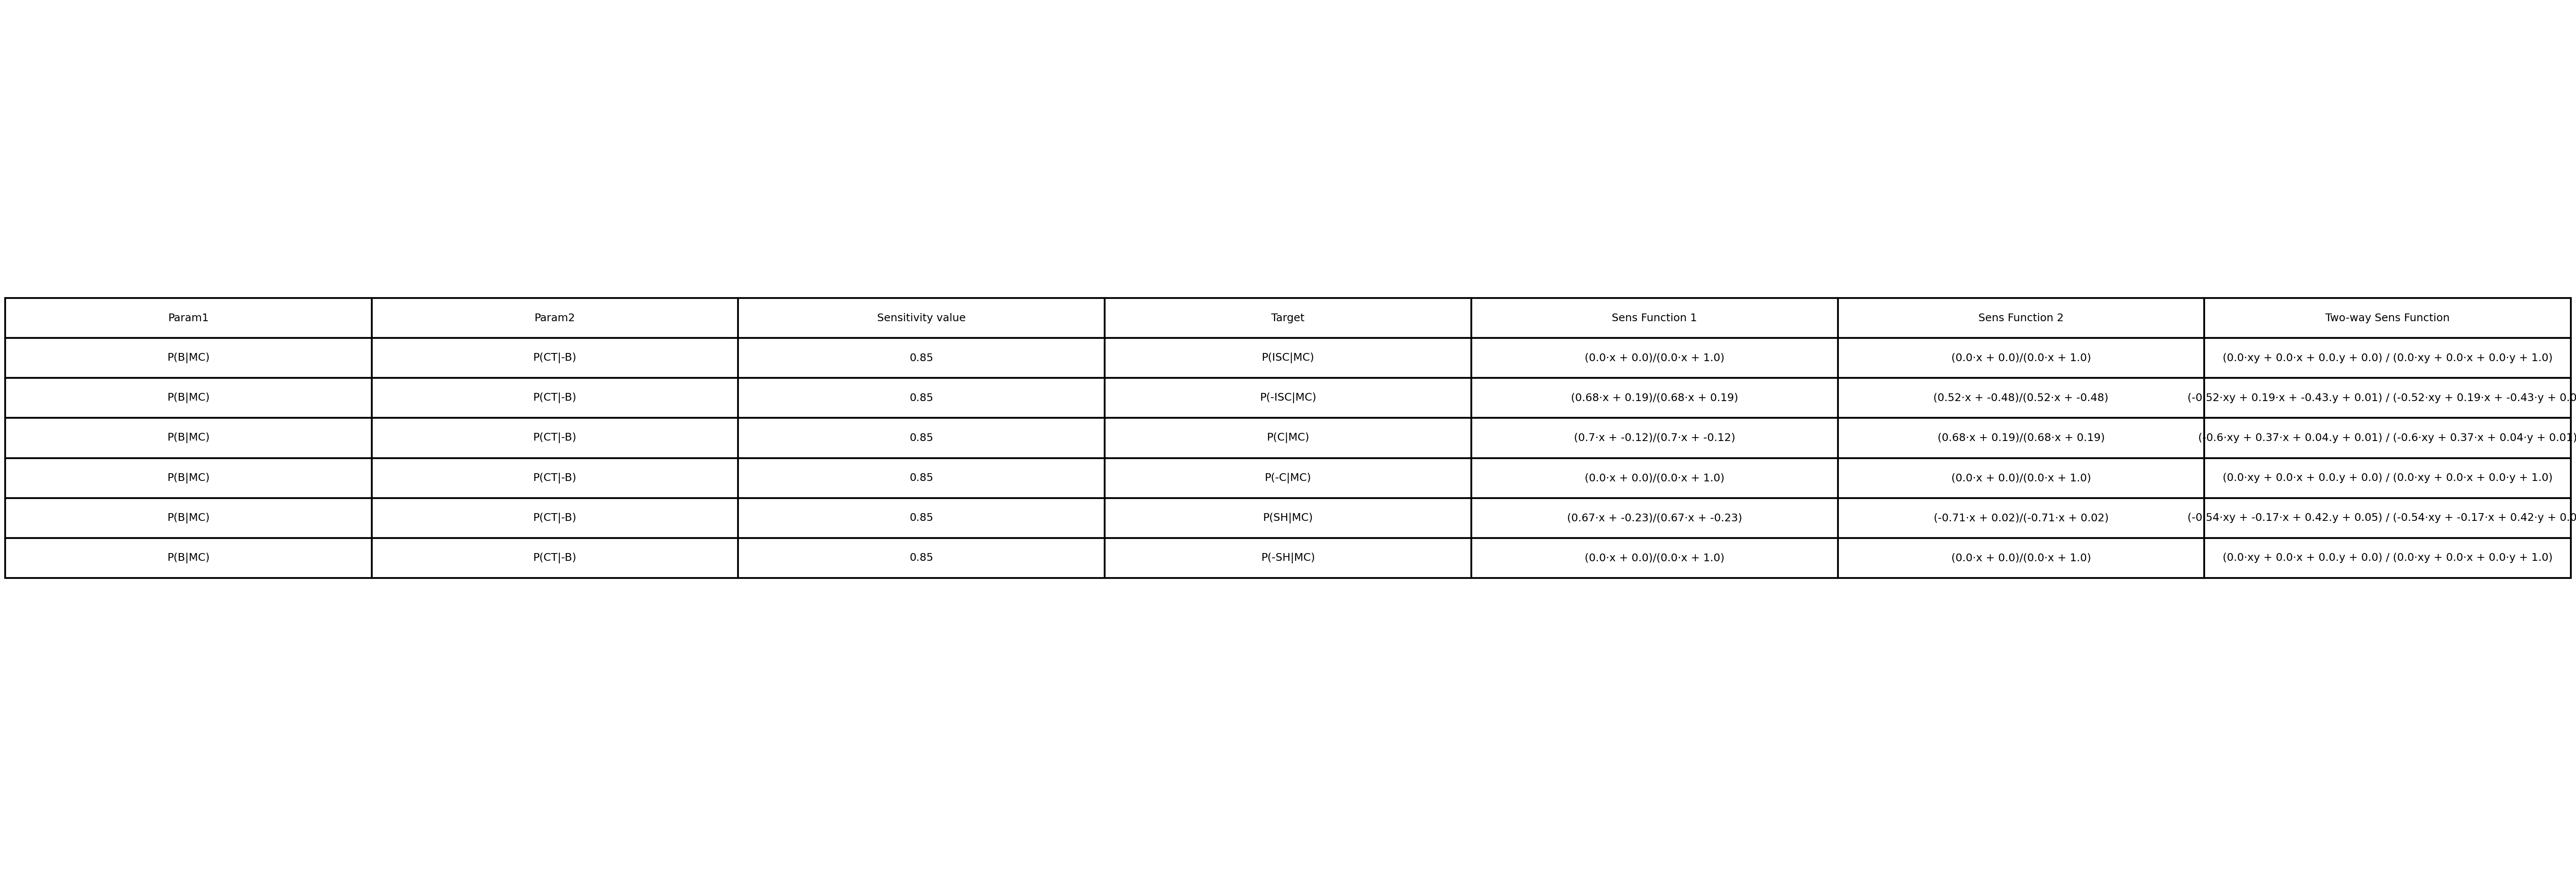 Param1 Param2 Sensitivity value Target Sens Function 1 Sens Function 2 Two-way Sens Function
P(B|MC) P(CT|-B) 0.85 P(ISC|MC) (0.0·x + 0.0)/(0.0·x + 1.0) (0.0·x + 0.0)/(0.0·x + 1.0) (0.0·xy + 0.0·x + 0.0.y + 0.0) / (0.0·xy + 0.0·x + 0.0·y + 1.0)
P(B|MC) P(CT|-B) 0.85 P(-ISC|MC) (0.68·x + 0.19)/(0.68·x + 0.19) (0.52·x + -0.48)/(0.52·x + -0.48) (-0.52·xy + 0.19·x + -0.43.y + 0.01) / (-0.52·xy + 0.19·x + -0.43·y + 0.0
P(B|MC) P(CT|-B) 0.85 P(C|MC) (0.7·x + -0.12)/(0.7·x + -0.12) (0.68·x + 0.19)/(0.68·x + 0.19) (-0.6·xy + 0.37·x + 0.04.y + 0.01) / (-0.6·xy + 0.37·x + 0.04·y + 0.01)
P(B|MC) P(CT|-B) 0.85 P(-C|MC) (0.0·x + 0.0)/(0.0·x + 1.0) (0.0·x + 0.0)/(0.0·x + 1.0) (0.0·xy + 0.0·x + 0.0.y + 0.0) / (0.0·xy + 0.0·x + 0.0·y + 1.0)
P(B|MC) P(CT|-B) 0.85 P(SH|MC) (0.67·x + -0.23)/(0.67·x + -0.23) (-0.71·x + 0.02)/(-0.71·x + 0.02) (-0.54·xy + -0.17·x + 0.42.y + 0.05) / (-0.54·xy + -0.17·x + 0.42·y + 0.0
P(B|MC) P(CT|-B) 0.85 P(-SH|MC) (0.0·x + 0.0)/(0.0·x + 1.0) (0.0·x + 0.0)/(0.0·x + 1.0) (0.0·xy + 0.0·x + 0.0.y + 0.0) / (0.0·xy + 0.0·x + 0.0·y + 1.0)